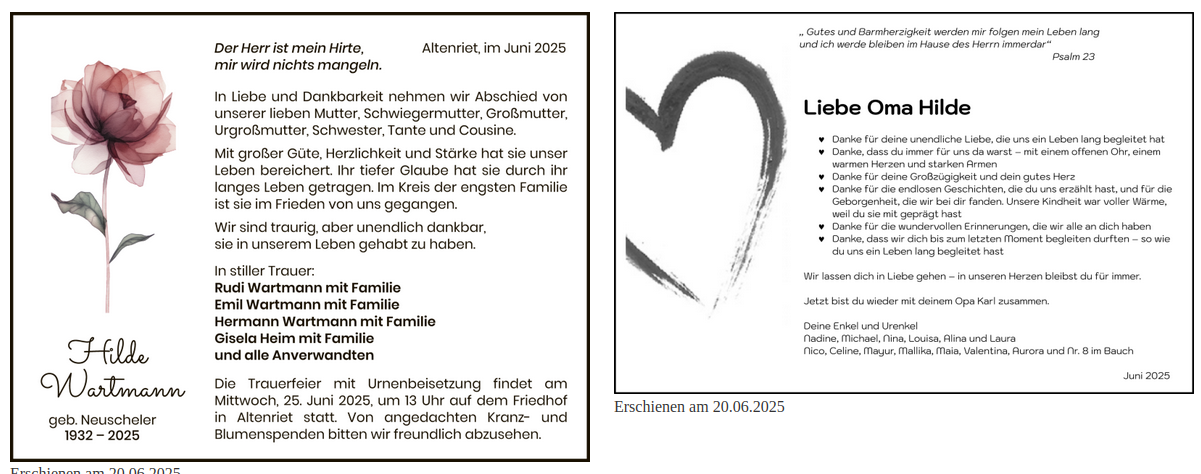 Der Herr ist mein Hirte,
mir wird nichts mangeln.
Altenriet, im Juni 2025
In Liebe und Dankbarkeit nehmen wir Abschied von
unserer lieben Mutter, Schwiegermutter, Großmutter,
Urgroßmutter, Schwester, Tante und Cousine.
Mit großer Güte, Herzlichkeit und Stärke hat sie unser
Leben bereichert. Ihr tiefer Glaube hat sie durch ihr
langes Leben getragen. Im Kreis der engsten Familie
ist sie im Frieden von uns gegangen.
Wir sind traurig, aber unendlich dankbar,
sie in unserem Leben gehabt zu haben.
In stiller Trauer:
Rudi Wartmann mit Familie
Emil Wartmann mit Familie
Hermann Wartmann mit Familie
Gisela Heim mit Familie
und alle Anverwandten
Die Trauerfeier mit Urnenbeisetzung findet am
Mittwoch, 25. Juni 2025, um 13 Uhr auf dem Friedhof
in Altenriet statt. Von angedachten Kranz- und
Blumenspenden bitten wir freundlich abzusehen.
Hilde
Wartmann
geb. Neuscheler
1932 – 2025
Erschienen am 20.06.2025
„ Gutes und Barmherzigkeit werden mir folgen mein Leben lang
und ich werde bleiben im Hause des Herrn immerdar“
Psalm 23
Liebe Oma Hilde
♥ Danke für deine unendliche Liebe, die uns ein Leben lang begleitet hat
♥ Danke, dass du immer für uns da warst – mit einem offenen Ohr, einem
warmen Herzen und starken Armen
♥ Danke für deine Großzügigkeit und dein gutes Herz
♥ Danke für die endlosen Geschichten, die du uns erzählt hast, und für die
Geborgenheit, die wir bei dir fanden. Unsere Kindheit war voller Wärme,
weil du sie mit geprägt hast
♥ Danke für die wundervollen Erinnerungen, die wir alle an dich haben
♥ Danke, dass wir dich bis zum letzten Moment begleiten durften – so wie
du uns ein Leben lang begleitet hast
Wir lassen dich in Liebe gehen – in unseren Herzen bleibst du für immer.
Jetzt bist du wieder mit deinem Opa Karl zusammen.
Deine Enkel und Urenkel
Nadine, Michael, Nina, Louisa, Alina und Laura
Nico, Celine, Mayur, Mallika, Maia, Valentina, Aurora und Nr. 8 im Bauch
Juni 2025
Erschienen am 20.06.2025